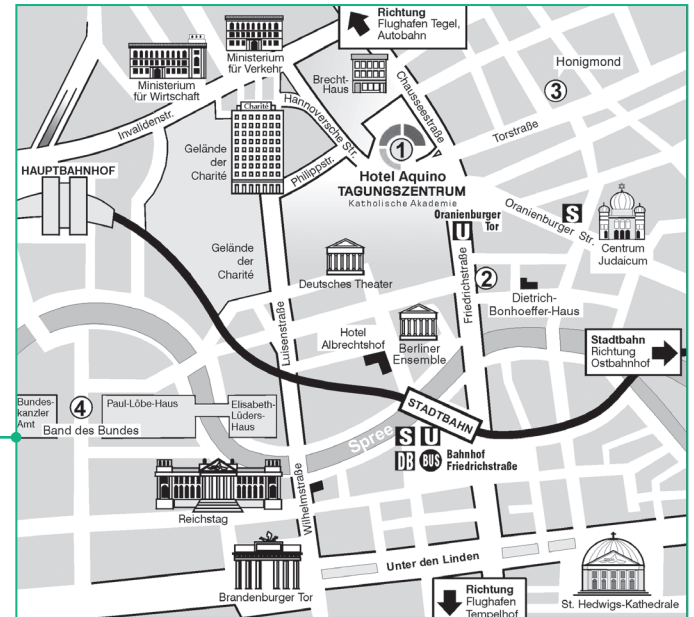 Richtung
Flughafen Tegel,
Autobahn
Ministerium
für Verkehr
Ministerium
für Wirtschaft
Brecht-
Haus
Chausseestraße
Honigmond
3
Invalidenstr.
Charité
Hannoversche Str.
Torstraße
Gelände
der
Charité
1
HAUPTBAHNHOF
Philippstr.
Hotel Aquino
TAGUNGSZENTRUM
Katholische Akademie
Oranienburger
Tor
U
Oranienburger Str.
S
Centrum
Judaicum
Gelände
der
Charité
Deutsches Theater
Friedrichstraße
2
Dietrich-
Bonhoeffer-Haus
Luisenstraße
Hotel
Albrechtshof
Berliner
Ensemble
Stadtbahn
Richtung
Ostbahnhof
Bundes-
kanzler
Amt
4
Paul-Löbe-Haus
Elisabeth-
Lüders-
Haus
Band des Bundes
STADTBAHN
Spree
S U
DB BUS
Bahnhof
Friedrichstraße
Reichstag
Wilhelmstraße
Unter den Linden
Brandenburger Tor
Richtung
Flughafen
Tempelhof
St. Hedwigs-Kathedrale